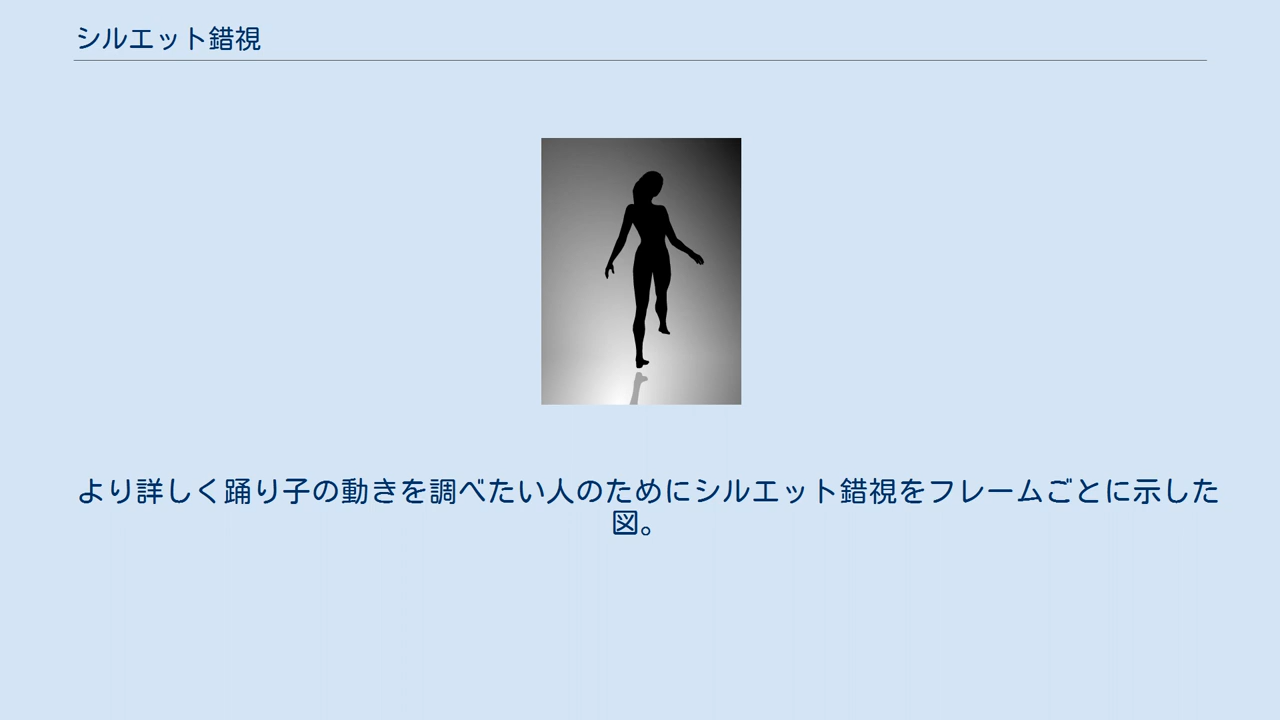 シルエット錯視
より詳しく踊り子の動きを調べたい人のためにシルエット錯視をフレームごとに示した
図。